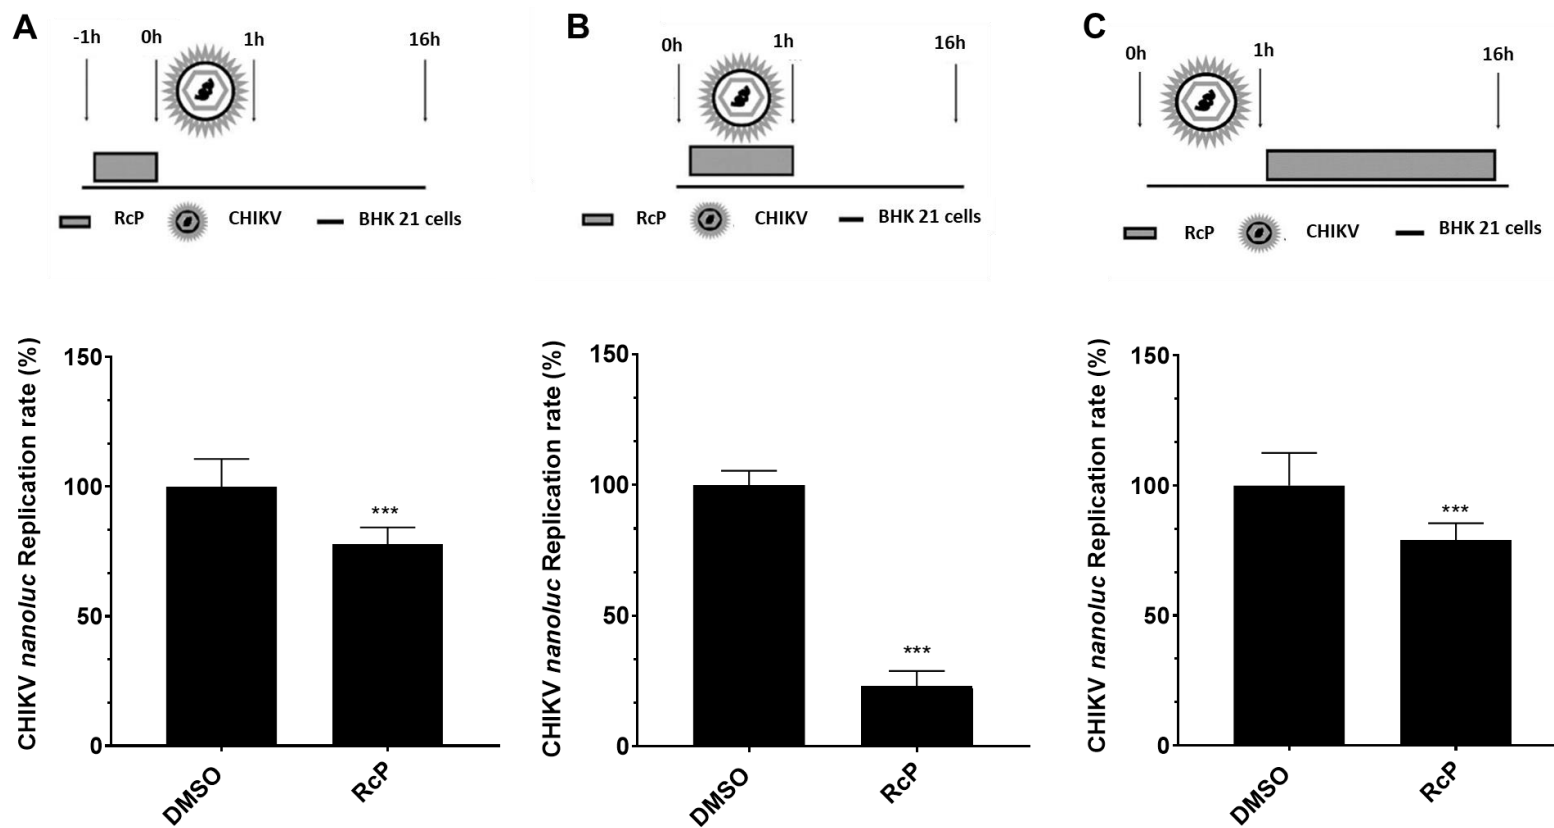 A
-1h 0h 1h 16h
RcP CHIKV BHK 21 cells
CHIKV nanoluc Replication rate (%)
150
100
50
0
***
DMSO RcP
B
0h 1h 16h
RcP CHIKV BHK 21 cells
CHIKV nanoluc Replication rate (%)
150
100
50
0
***
DMSO RcP
C
0h 1h 16h
RcP CHIKV BHK 21 cells
CHIKV nanoluc Replication rate (%)
150
100
50
0
***
DMSO RcP